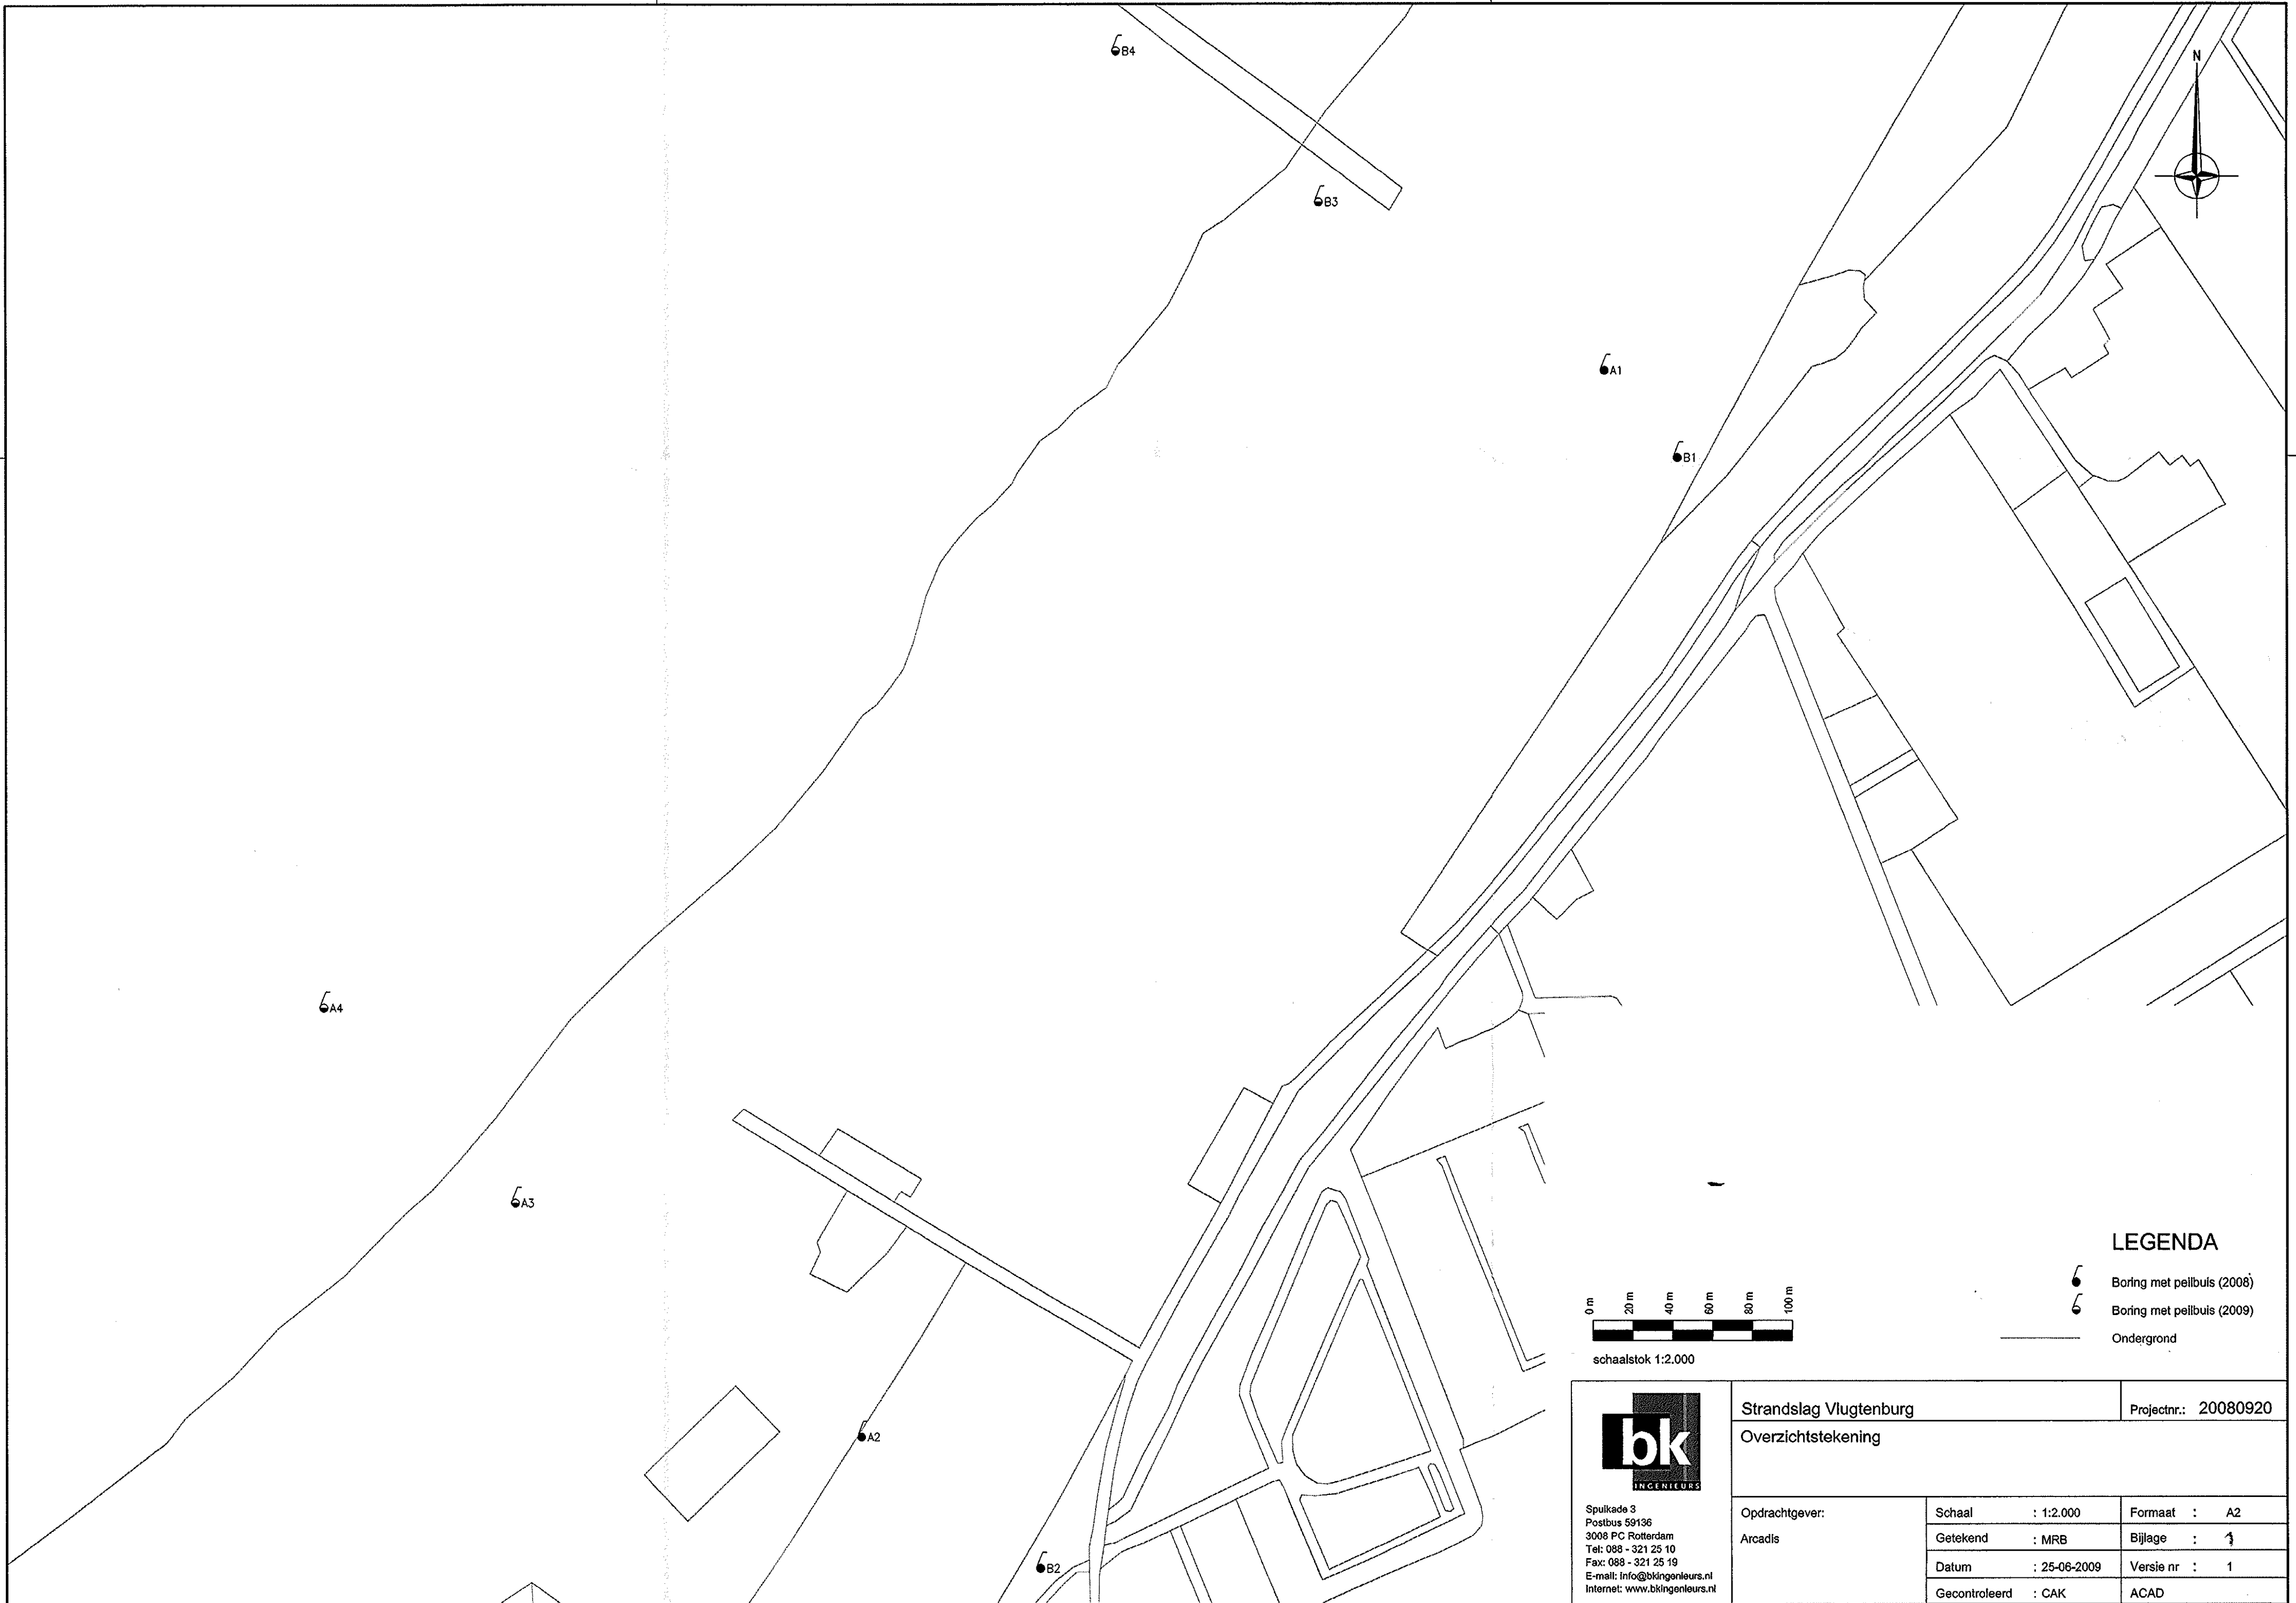 B4
N
B3
A1
B1
A4
A3
A2
B2
LEGENDA
Boring met peilbuis (2008)
Boring met peilbuis (2009)
Ondergrond
0 m 20 m 40 m 60 m 80 m 100 m
schaalstok 1:2.000
bk
INGENIEURS
Spuikade 3
Postbus 59136
3008 PC Rotterdam
Tel: 088 - 321 25 10
Fax: 088 - 321 25 19
E-mail: info@bkingenieurs.nl
Internet: www.bkingenieurs.nl
Strandslag Vlugtenburg
Projectnr.: 20080920
Overzichtstekening
Opdrachtgever:
Arcadis
Schaal : 1:2.000
Formaat : A2
Getekend : MRB
Bijlage : 1
Datum : 25-06-2009
Versie nr : 1
Gecontroleerd : CAK
ACAD